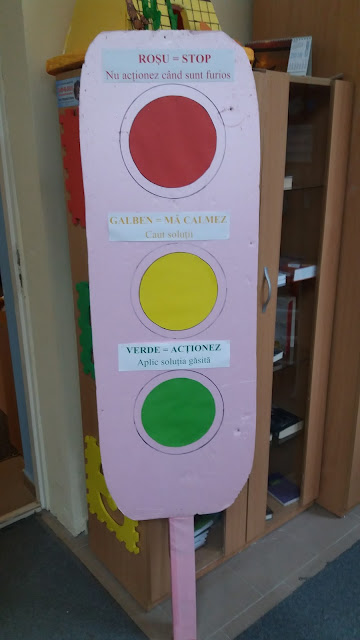 ROȘU = STOP
Nu acționez când sunt furios
GALBEN = MĂ CALMEZ
Caut soluții
VERDE = ACȚIONEZ
Aplic soluția găsită